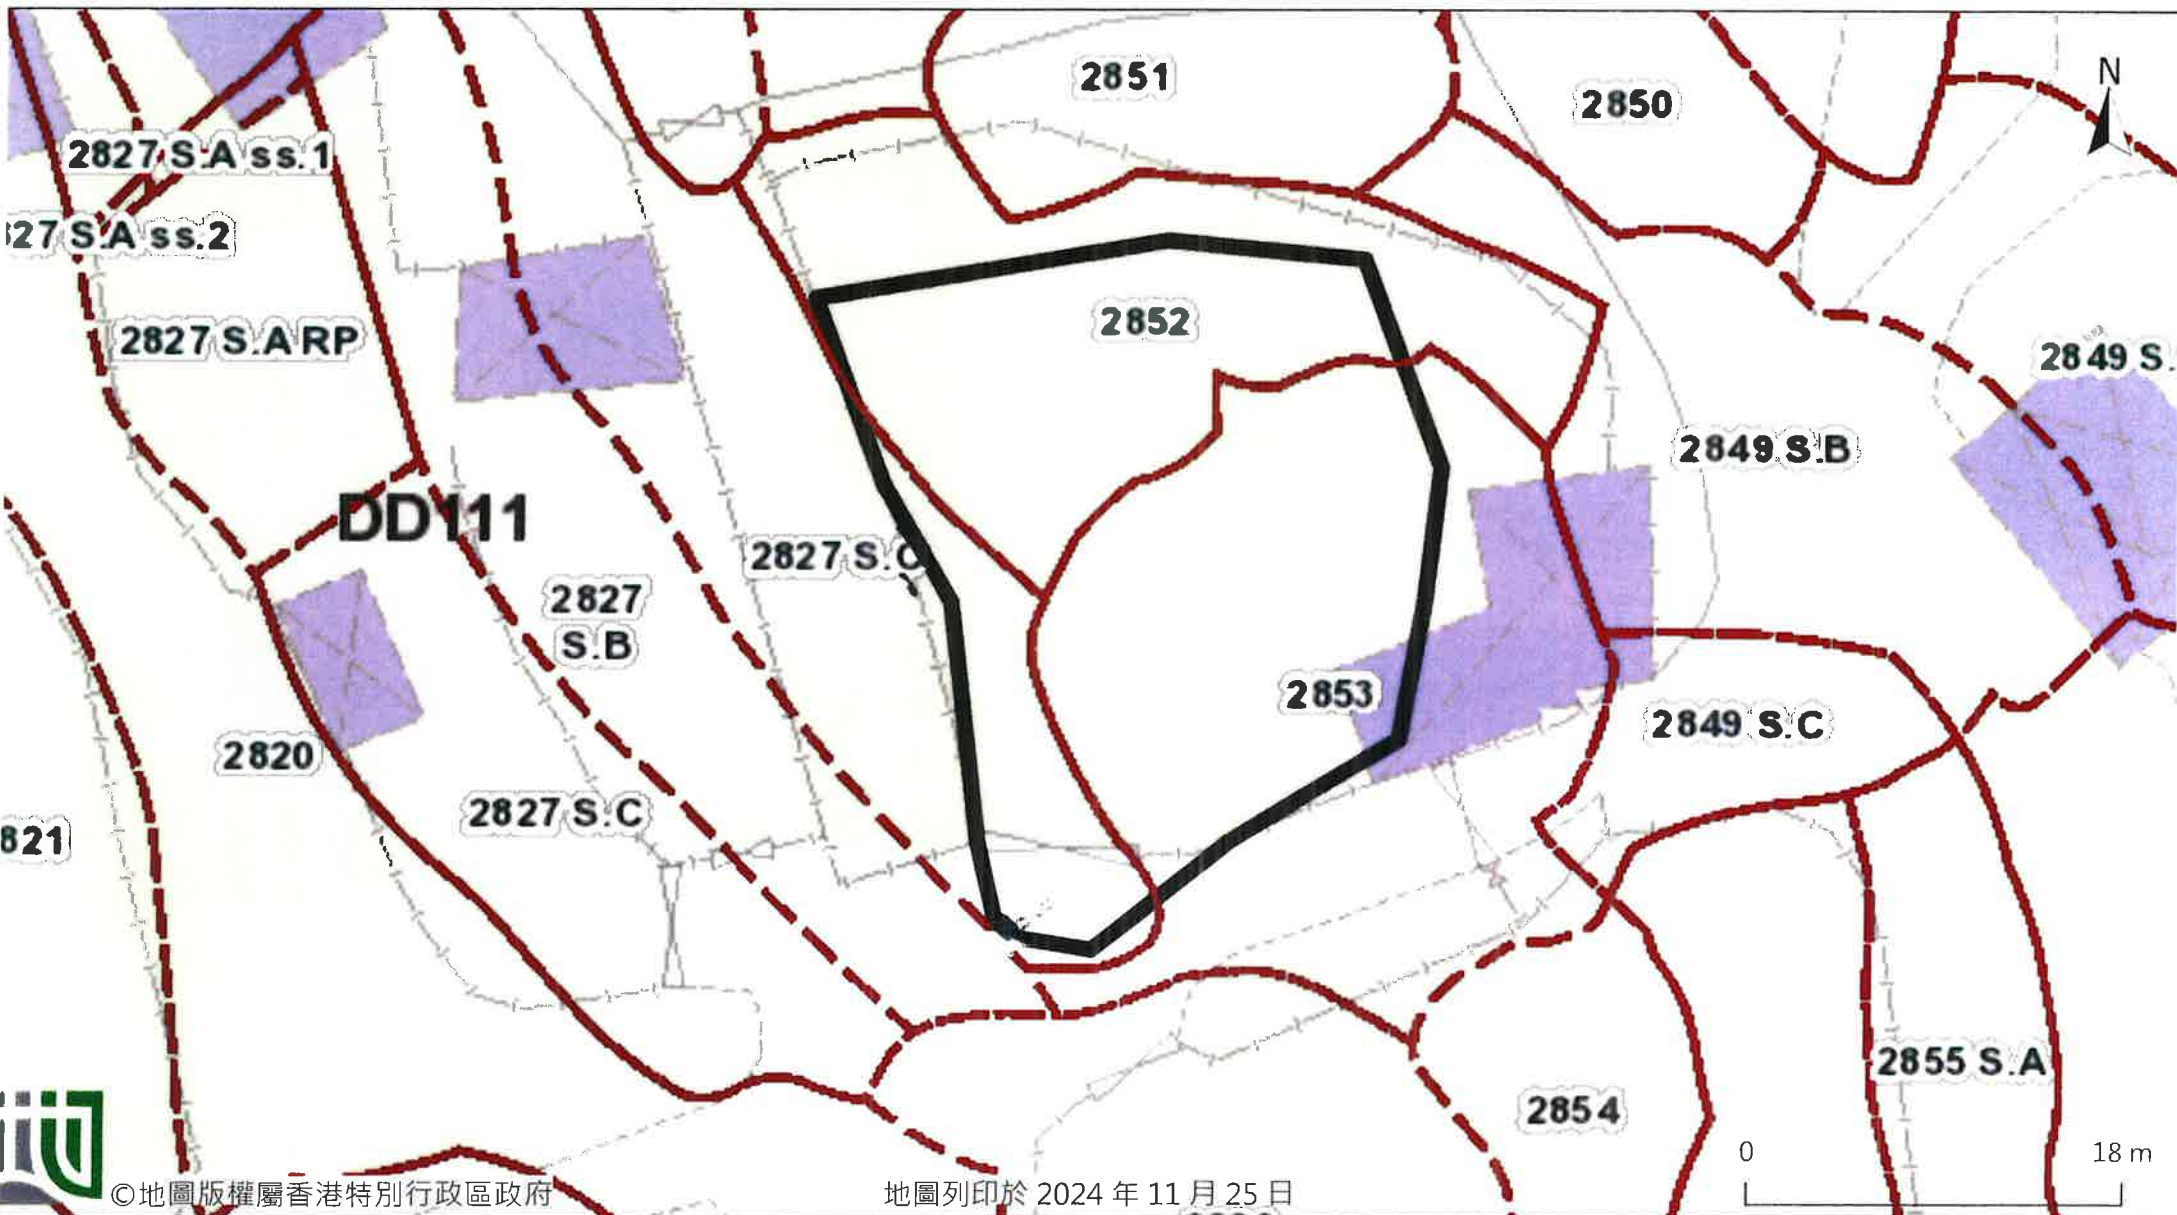 2851
2850
N
2827 S.A ss.1
27 S.A ss.2
2852
2827 S.A RP
2849 S.
2849 S.B
DD111
2827 S.C
2827
S.B
2853
2849 S.C
2820
2827 S.C
821
2855 S.A
2854
0 18 m
©地圖版權屬香港特別行政區政府
地圖列印於 2024 年 11 月 25 日